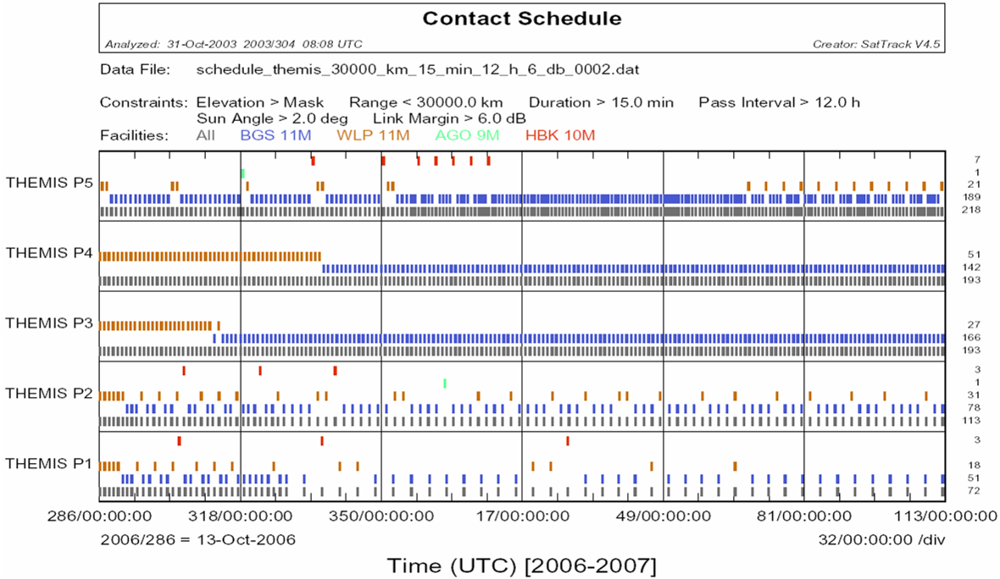 Contact Schedule
Analyzed: 31-Oct-2003 2003/304 08:08 UTC Creator: SatTrack V4.5
Data File: schedule_themis_30000_km_15_min_12_h_6_db_0002.dat
Constraints: Elevation > Mask Range < 30000.0 km Duration > 15.0 min Pass Interval > 12.0 h
Sun Angle > 2.0 deg Link Margin > 6.0 dB
Facilities: All BGS 11M WLP 11M AGO 9M HBK 10M
7
1
THEMIS P5 21
189
218
THEMIS P4 51
142
193
THEMIS P3 27
166
193
3
1
THEMIS P2 31
78
113
3
THEMIS P1 18
51
72
286/00:00:00 318/00:00:00 350/00:00:00 17/00:00:00 49/00:00:00 81/00:00:00 113/00:00:00
2006/286 = 13-Oct-2006 32/00:00:00 /div
Time (UTC) [2006-2007]